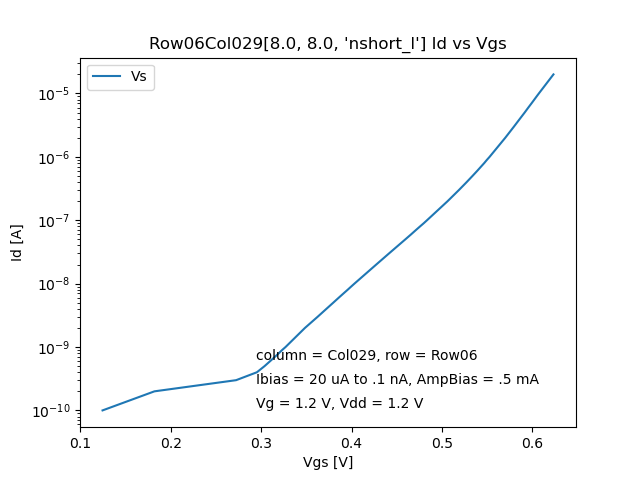 Row06Col029[8.0, 8.0, 'nshort_l'] Id vs Vgs
Vs
10⁻⁵
10⁻⁶
10⁻⁷
10⁻⁸
10⁻⁹
10⁻¹⁰
Id [A]
column = Col029, row = Row06
Ibias = 20 uA to .1 nA, AmpBias = .5 mA
Vg = 1.2 V, Vdd = 1.2 V
0.1 0.2 0.3 0.4 0.5 0.6
Vgs [V]